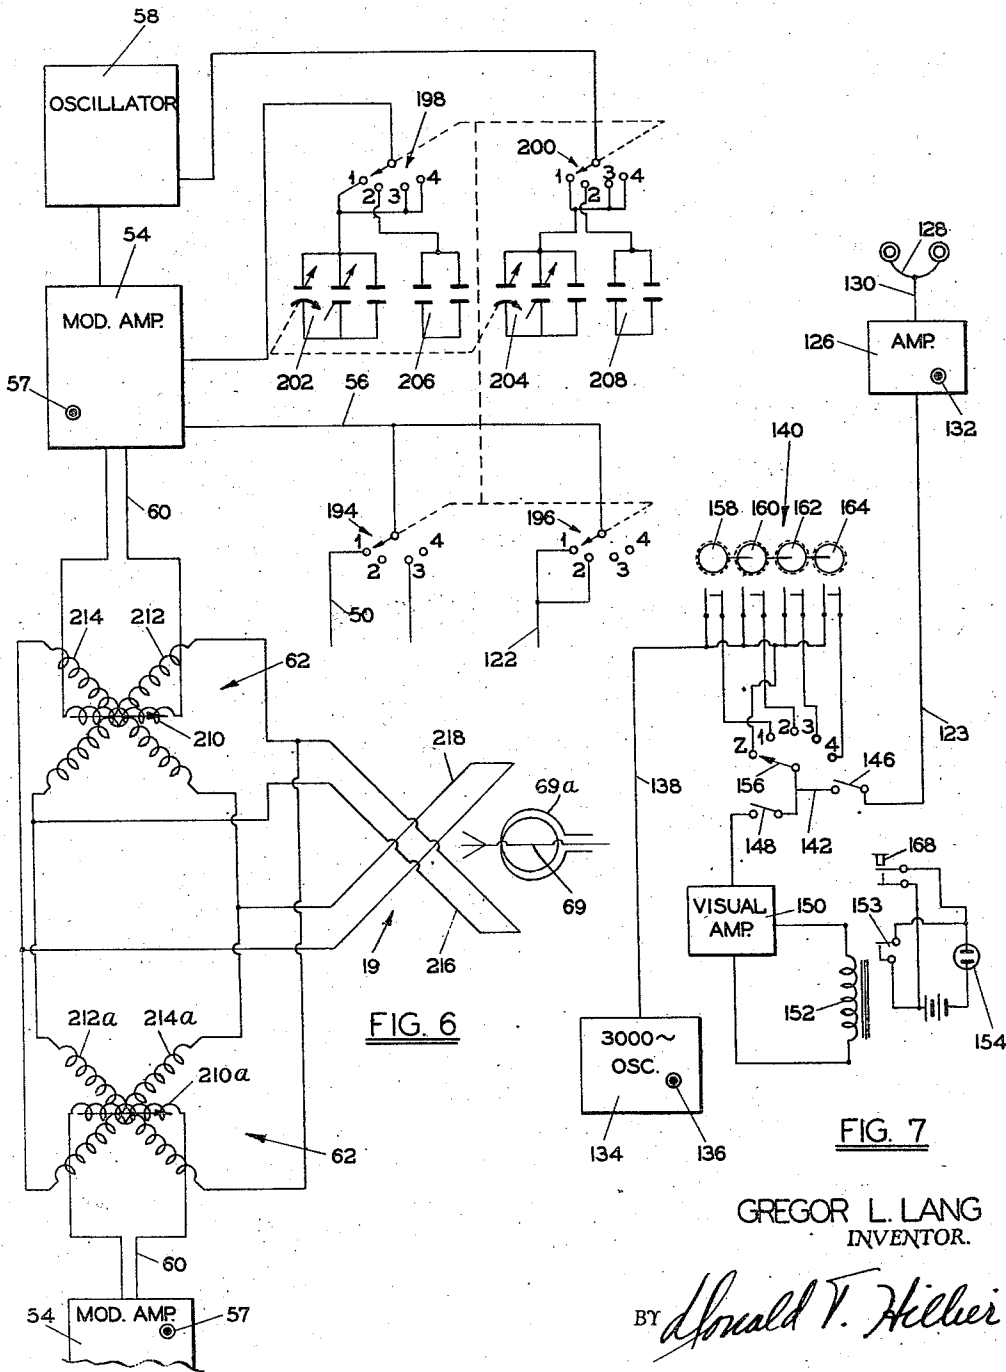 58
OSCILLATOR
198
200
1 2 3 4
1 2 3 4
54
MOD. AMP.
57
202
206
56
204
208
128
130
126
AMP.
132
140
158
160
162
164
60
194
1 2 3 4
196
1 2 3 4
50
122
214
212
62
210
218
69a
69
19
216
FIG. 6
138
Z 1 2 3 4
156
146
123
148
142
168
VISUAL
AMP.
150
153
152
154
3000~
OSC.
134
136
FIG. 7
212a
214a
210a
62
60
54
MOD. AMP.
57
GREGOR L. LANG
INVENTOR.
BY Donald T. Hillier